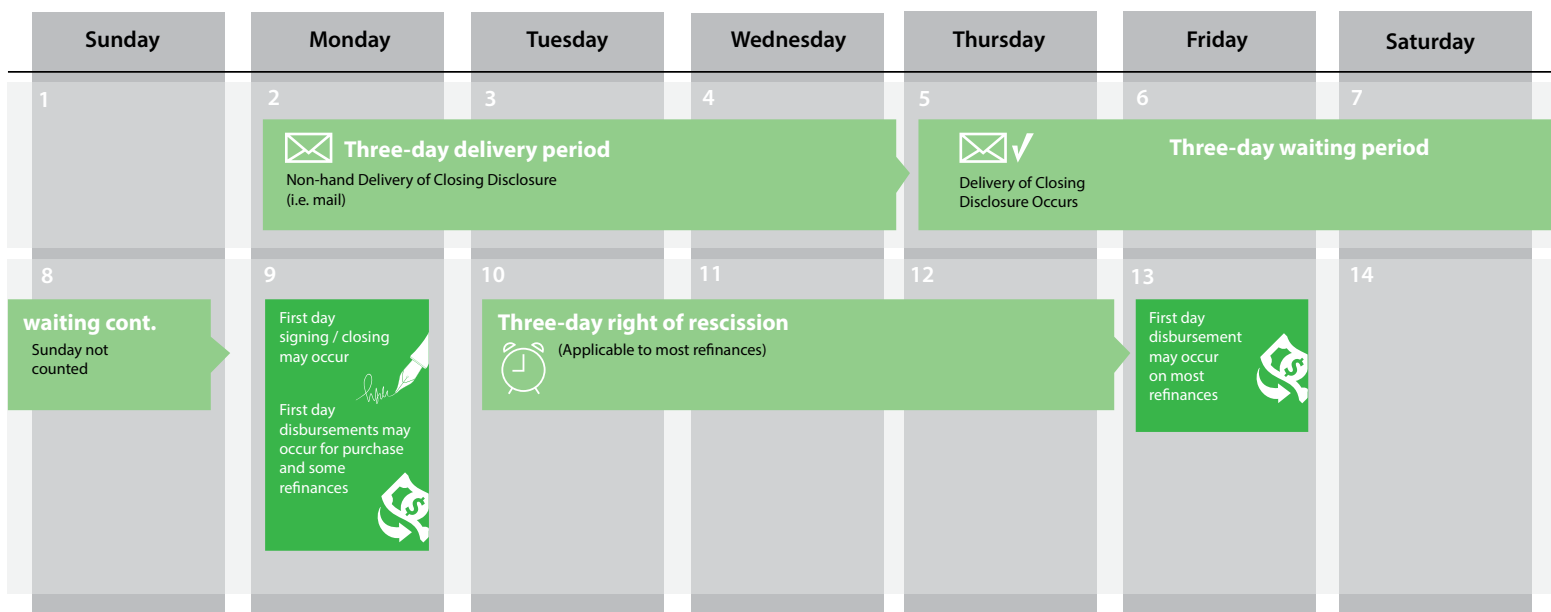 Sunday
Monday
Tuesday
Wednesday
Thursday
Friday
Saturday
1
2
3
4
5
6
7
Three-day delivery period
Non-hand Delivery of Closing Disclosure
(i.e. mail)
Three-day waiting period
Delivery of Closing
Disclosure Occurs
8
9
10
11
12
13
14
waiting cont.
Sunday not
counted
First day
signing / closing
may occur
First day
disbursements may
occur for purchase
and some
refinances
Three-day right of rescission
(Applicable to most refinances)
First day
disbursement
may occur
on most
refinances